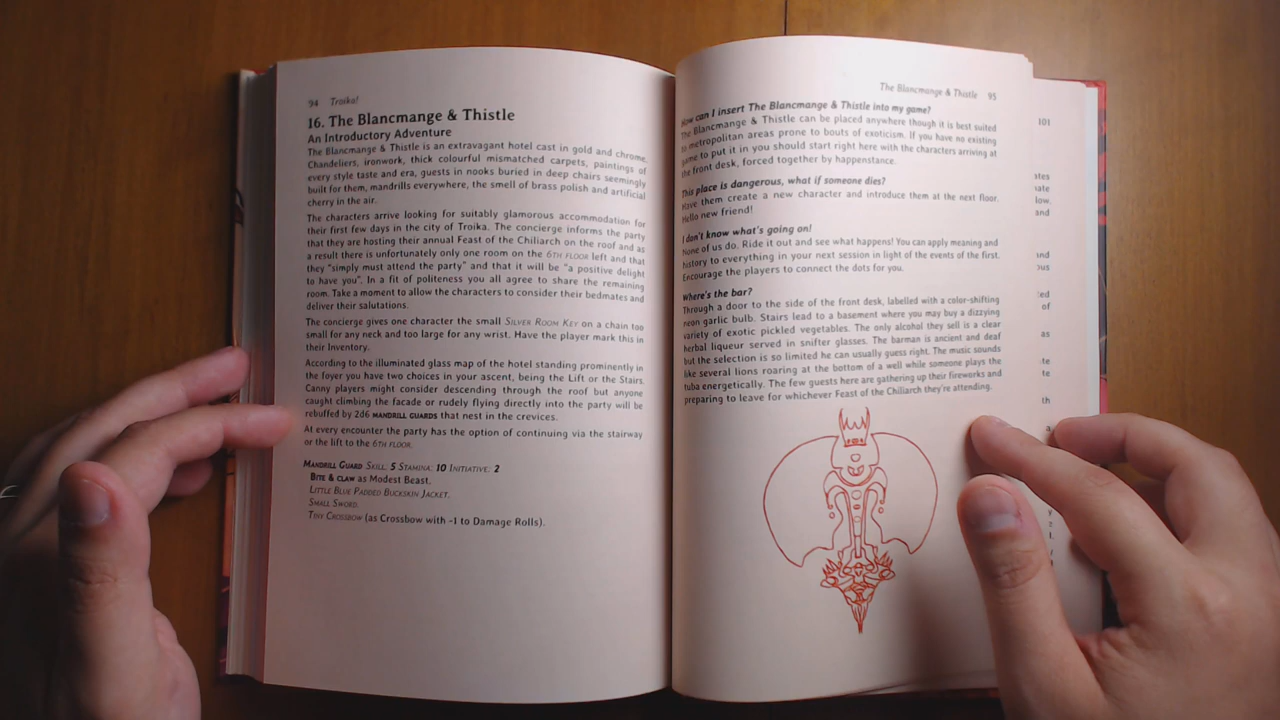 94 Troika!
16. The Blancmange & Thistle
An Introductory Adventure
The Blancmange & Thistle is an extravagant hotel cast in gold and chrome.
Chandeliers, ironwork, thick colourful mismatched carpets, paintings of
every style taste and era, guests in nooks buried in deep chairs seemingly
built for them, mandrills everywhere, the smell of brass polish and artificial
cherry in the air.
The characters arrive looking for suitably glamorous accommodation for
their first few days in the city of Troika. The concierge informs the party
that they are hosting their annual Feast of the Chiliarch on the roof and as
a result there is unfortunately only one room on the 6TH FLOOR left and that
they "simply must attend the party" and that it will be "a positive delight
to have you". In a fit of politeness you all agree to share the remaining
room. Take a moment to allow the characters to consider their bedmates and
deliver their salutations.
The concierge gives one character the small SILVER ROOM KEY on a chain too
small for any neck and too large for any wrist. Have the player mark this in
their Inventory.
According to the illuminated glass map of the hotel standing prominently in
the foyer you have two choices in your ascent, being the Lift or the Stairs.
Canny players might consider descending through the roof but anyone
caught climbing the facade or rudely flying directly into the party will be
rebuffed by 2d6 MANDRILL GUARDS that nest in the crevices.
At every encounter the party has the option of continuing via the stairway
or the lift to the 6TH FLOOR.
MANDRILL GUARD SKILL: 5 STAMINA: 10 INITIATIVE: 2
BITE & CLAW as Modest Beast.
LITTLE BLUE PADDED BUCKSKIN JACKET.
SMALL SWORD.
TINY CROSSBOW (as Crossbow with -1 to Damage Rolls).
The Blancmange & Thistle 95
How can I insert The Blancmange & Thistle into my game?
The Blancmange & Thistle can be placed anywhere though it is best suited
to metropolitan areas prone to bouts of exoticism. If you have no existing
game to put it in you should start right here with the characters arriving at
the front desk, forced together by happenstance.
This place is dangerous, what if someone dies?
Have them create a new character and introduce them at the next floor.
Hello new friend!
I don't know what's going on!
None of us do. Ride it out and see what happens! You can apply meaning and
history to everything in your next session in light of the events of the first.
Encourage the players to connect the dots for you.
Where's the bar?
Through a door to the side of the front desk, labelled with a color-shifting
neon garlic bulb. Stairs lead to a basement where you may buy a dizzying
variety of exotic pickled vegetables. The only alcohol they sell is a clear
herbal liqueur served in snifter glasses. The barman is ancient and deaf
but the selection is so limited he can usually guess right. The music sounds
like several lions roaring at the bottom of a well while someone plays the
tuba energetically. The few guests here are gathering up their fireworks and
preparing to leave for whichever Feast of the Chiliarch they're attending.
101